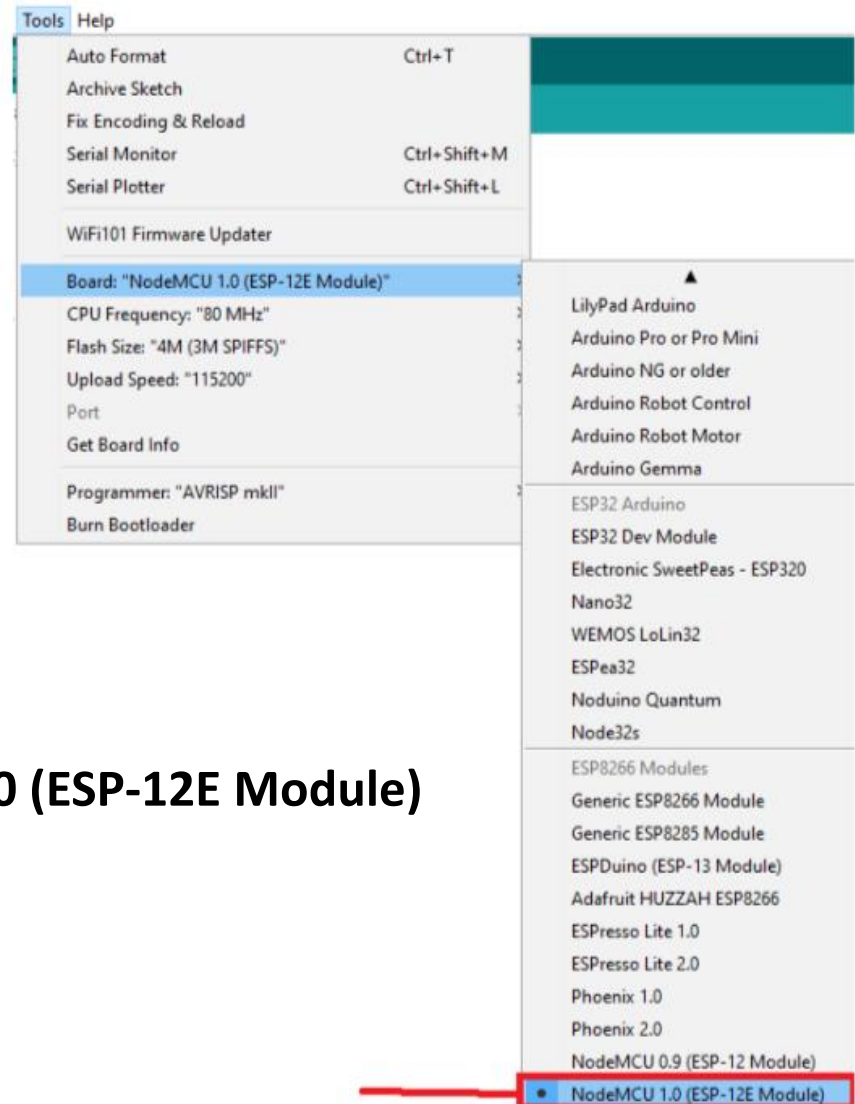 Tools Help
Auto Format Ctrl+T
Archive Sketch
Fix Encoding & Reload
Serial Monitor Ctrl+Shift+M
Serial Plotter Ctrl+Shift+L
WiFi101 Firmware Updater
Board: "NodeMCU 1.0 (ESP-12E Module)"
CPU Frequency: "80 MHz"
Flash Size: "4M (3M SPIFFS)"
Upload Speed: "115200"
Port
Get Board Info
Programmer: "AVRISP mkII"
Burn Bootloader
LilyPad Arduino
Arduino Pro or Pro Mini
Arduino NG or older
Arduino Robot Control
Arduino Robot Motor
Arduino Gemma
ESP32 Arduino
ESP32 Dev Module
Electronic SweetPeas - ESP320
Nano32
WEMOS LoLin32
ESPea32
Noduino Quantum
Node32s
ESP8266 Modules
Generic ESP8266 Module
Generic ESP8285 Module
ESPDuino (ESP-13 Module)
Adafruit HUZZAH ESP8266
ESPresso Lite 1.0
ESPresso Lite 2.0
Phoenix 1.0
Phoenix 2.0
NodeMCU 0.9 (ESP-12 Module)
NodeMCU 1.0 (ESP-12E Module)
0 (ESP-12E Module)